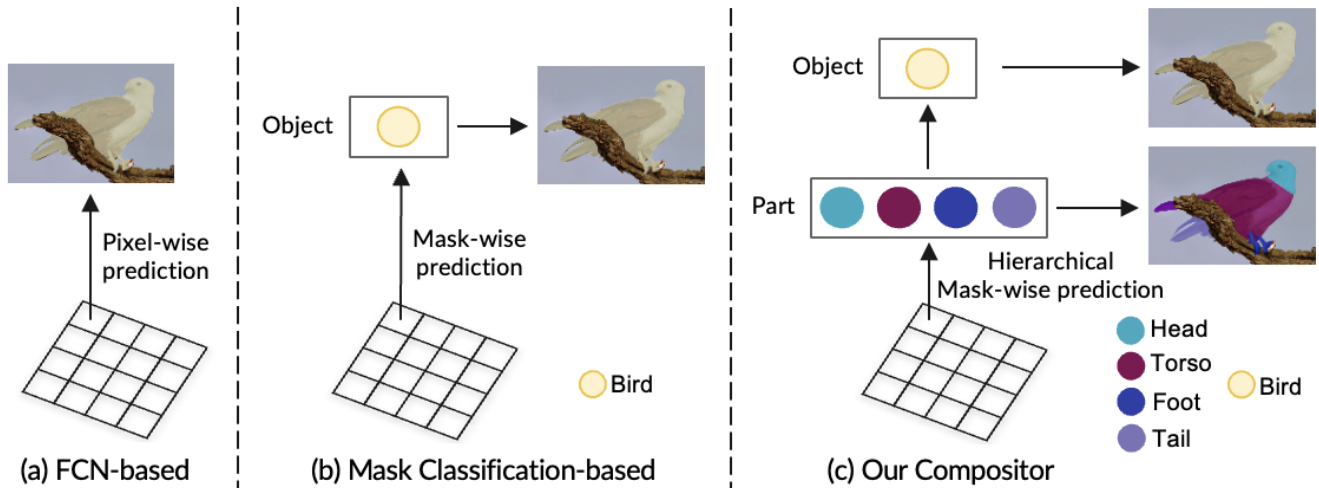 Pixel-wise
prediction
(a) FCN-based
Object
Mask-wise
prediction
Bird
(b) Mask Classification-based
Object
Part
Hierarchical
Mask-wise prediction
Head
Torso
Foot
Tail
Bird
(c) Our Compositor